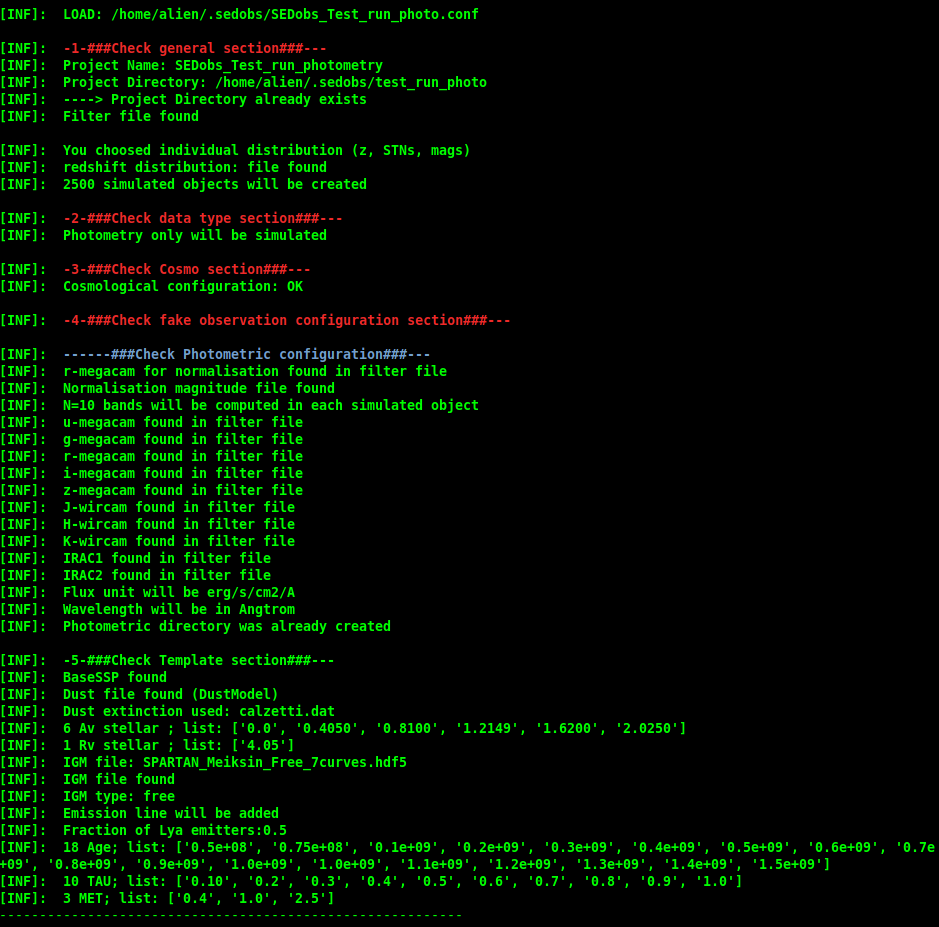 [INF]:  LOAD: /home/alien/.sedobs/SEDobs_Test_run_photo.conf
[INF]:  -1-###Check general section###---
[INF]:  Project Name: SEDobs_Test_run_photometry
[INF]:  Project Directory: /home/alien/.sedobs/test_run_photo
[INF]:  ----> Project Directory already exists
[INF]:  Filter file found
[INF]:  You choosed individual distribution (z, STNs, mags)
[INF]:  redshift distribution: file found
[INF]:  2500 simulated objects will be created
[INF]:  -2-###Check data type section###---
[INF]:  Photometry only will be simulated
[INF]:  -3-###Check Cosmo section###---
[INF]:  Cosmological configuration: OK
[INF]:  -4-###Check fake observation configuration section###---
[INF]:  ------###Check Photometric configuration###---
[INF]:  r-megacam for normalisation found in filter file
[INF]:  Normalisation magnitude file found
[INF]:  N=10 bands will be computed in each simulated object
[INF]:  u-megacam found in filter file
[INF]:  g-megacam found in filter file
[INF]:  r-megacam found in filter file
[INF]:  i-megacam found in filter file
[INF]:  z-megacam found in filter file
[INF]:  J-wircam found in filter file
[INF]:  H-wircam found in filter file
[INF]:  K-wircam found in filter file
[INF]:  IRAC1 found in filter file
[INF]:  IRAC2 found in filter file
[INF]:  Flux unit will be erg/s/cm2/A
[INF]:  Wavelength will be in Angtrom
[INF]:  Photometric directory was already created
[INF]:  -5-###Check Template section###---
[INF]:  BaseSSP found
[INF]:  Dust file found (DustModel)
[INF]:  Dust extinction used: calzetti.dat
[INF]:  6 Av stellar ; list: ['0.0', '0.4050', '0.8100', '1.2149', '1.6200', '2.0250']
[INF]:  1 Rv stellar ; list: ['4.05']
[INF]:  IGM file: SPARTAN_Meiksin_Free_7curves.hdf5
[INF]:  IGM file found
[INF]:  IGM type: free
[INF]:  Emission line will be added
[INF]:  Fraction of Lya emitters:0.5
[INF]:  18 Age; list: ['0.5e+08', '0.75e+08', '0.1e+09', '0.2e+09', '0.3e+09', '0.4e+09', '0.5e+09', '0.6e+09', '0.7e
+09', '0.8e+09', '0.9e+09', '1.0e+09', '1.0e+09', '1.1e+09', '1.2e+09', '1.3e+09', '1.4e+09', '1.5e+09']
[INF]:  10 TAU; list: ['0.10', '0.2', '0.3', '0.4', '0.5', '0.6', '0.7', '0.8', '0.9', '1.0']
[INF]:  3 MET; list: ['0.4', '1.0', '2.5']
----------------------------------------------------------